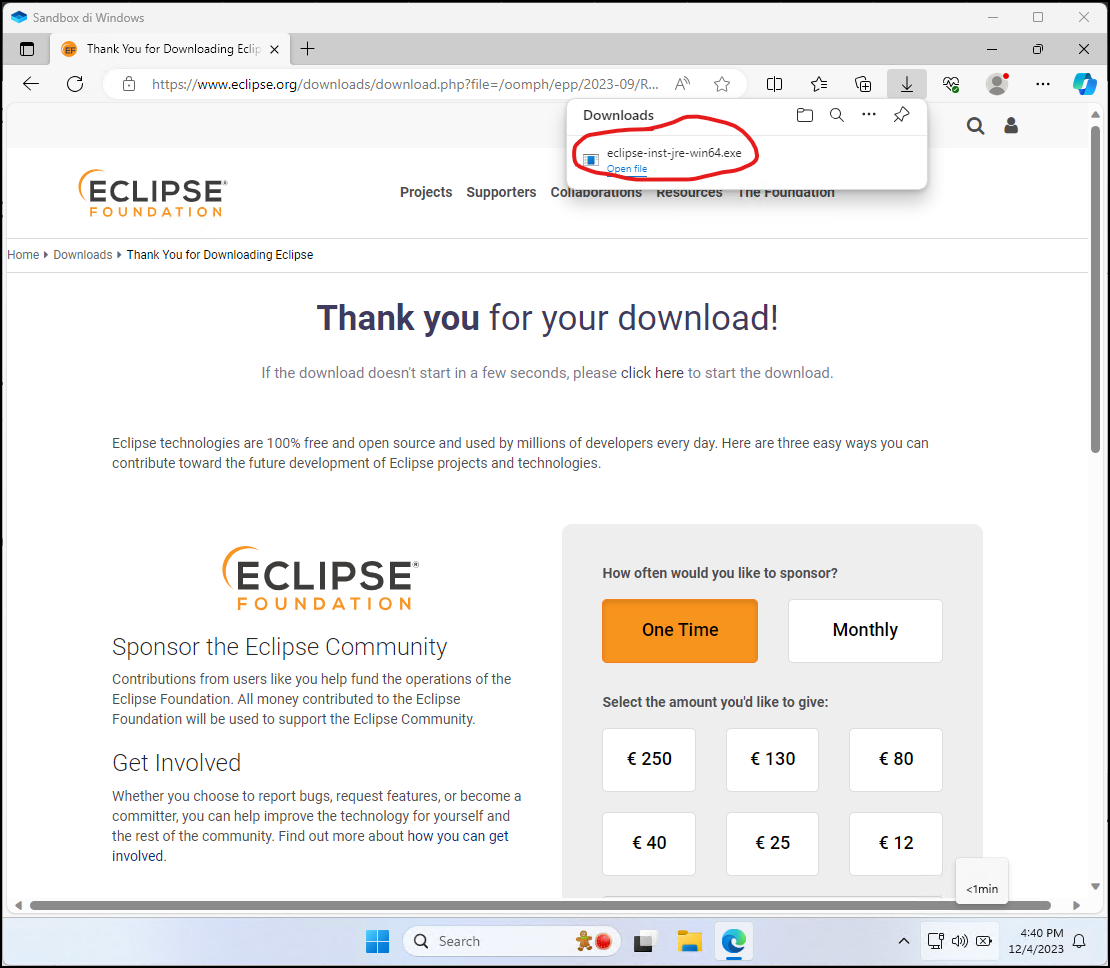 Sandbox di Windows
Thank You for Downloading Eclip
https://www.eclipse.org/downloads/download.php?file=/oomph/epp/2023-09/R...
Downloads
eclipse-inst-jre-win64.exe
Open file
ECLIPSE®
FOUNDATION
Projects Supporters Collaborations Resources The Foundation
Home Downloads Thank You for Downloading Eclipse
Thank you for your download!
If the download doesn't start in a few seconds, please click here to start the download.
Eclipse technologies are 100% free and open source and used by millions of developers every day. Here are three easy ways you can
contribute toward the future development of Eclipse projects and technologies.
ECLIPSE®
FOUNDATION
Sponsor the Eclipse Community
Contributions from users like you help fund the operations of the
Eclipse Foundation. All money contributed to the Eclipse
Foundation will be used to support the Eclipse Community.
Get Involved
Whether you choose to report bugs, request features, or become a
committer, you can help improve the technology for yourself and
the rest of the community. Find out more about how you can get
involved.
How often would you like to sponsor?
One Time Monthly
Select the amount you'd like to give:
€ 250 € 130 € 80
€ 40 € 25 € 12
<1min
Search
4:40 PM
12/4/2023